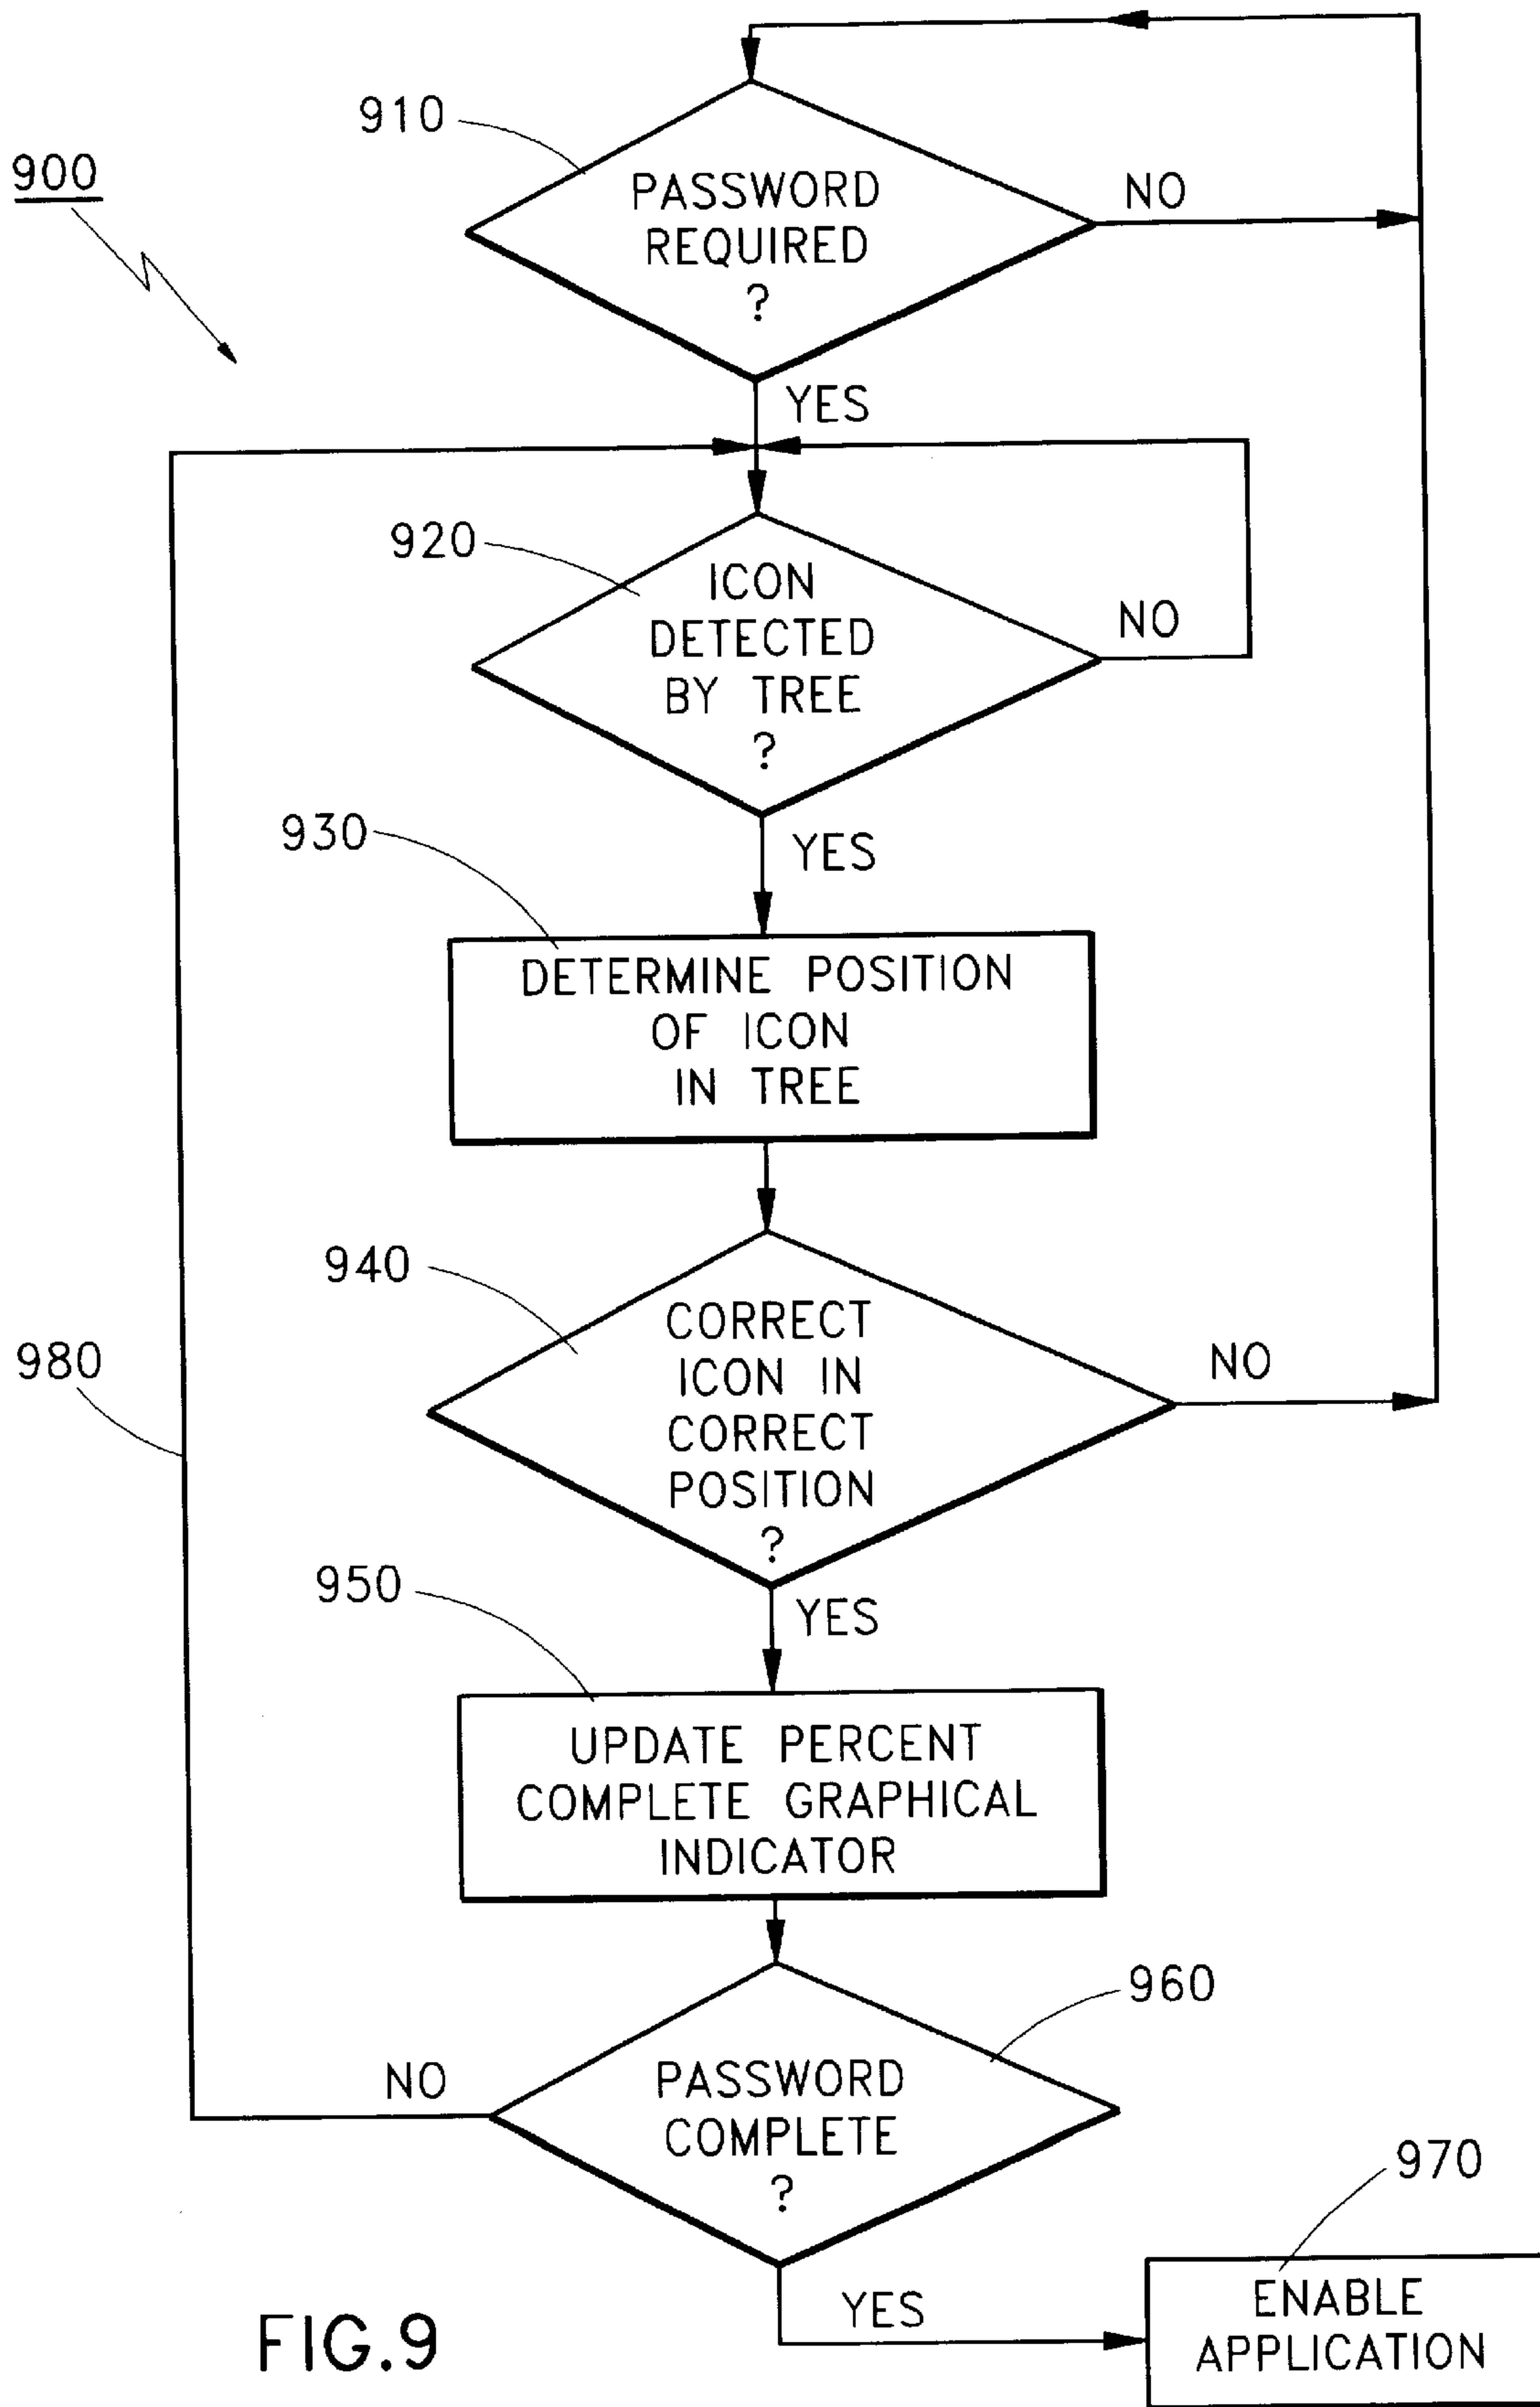 900
910
PASSWORD
REQUIRED
?
NO
YES
920
ICON
DETECTED
BY TREE
?
NO
YES
930
DETERMINE POSITION
OF ICON
IN TREE
940
CORRECT
ICON IN
CORRECT
POSITION
?
NO
980
YES
950
UPDATE PERCENT
COMPLETE GRAPHICAL
INDICATOR
960
PASSWORD
COMPLETE
?
NO
YES
970
ENABLE
APPLICATION
FIG.9